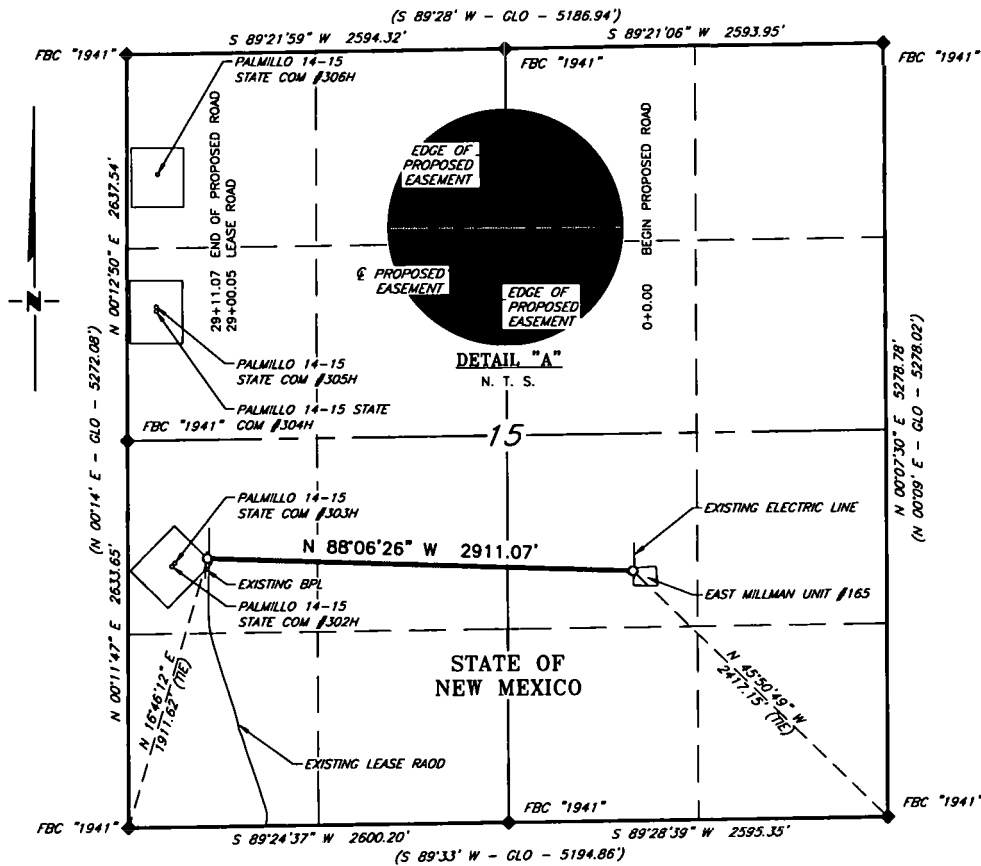 (S 89°28' W - GLO - 5186.94')
S 89°21'59" W 2594.32'
S 89°21'06" W 2593.95'
FBC "1941"
FBC "1941"
FBC "1941"
PALMILLO 14-15
STATE COM #306H
EDGE OF
PROPOSED
EASEMENT
N 00°12'50" E 2637.54'
29+11.07 END OF PROPOSED ROAD
29+00.05 LEASE ROAD
0+0.00 BEGIN PROPOSED ROAD
℄ PROPOSED
EASEMENT
EDGE OF
PROPOSED
EASEMENT
N
DETAIL "A"
N. T. S.
PALMILLO 14-15
STATE COM #305H
PALMILLO 14-15 STATE
COM #304H
(N 00°14' E - GLO - 5272.08')
N 00°07'30" E 5278.78'
(N 00°09' E - GLO - 5278.02')
FBC "1941"
15
PALMILLO 14-15
STATE COM #303H
EXISTING ELECTRIC LINE
N 88°06'26" W 2911.07'
EXISTING BPL
EAST MILLMAN UNIT #165
PALMILLO 14-15
STATE COM #302H
N 00°11'47" E 2633.65'
STATE OF
NEW MEXICO
N 16°46'12" E
1911.62' (TIE)
N 45°50'49" W
2417.15' (TIE)
EXISTING LEASE RAOD
FBC "1941"
FBC "1941"
FBC "1941"
S 89°24'37" W 2600.20'
S 89°28'39" W 2595.35'
(S 89°33' W - GLO - 5194.86')